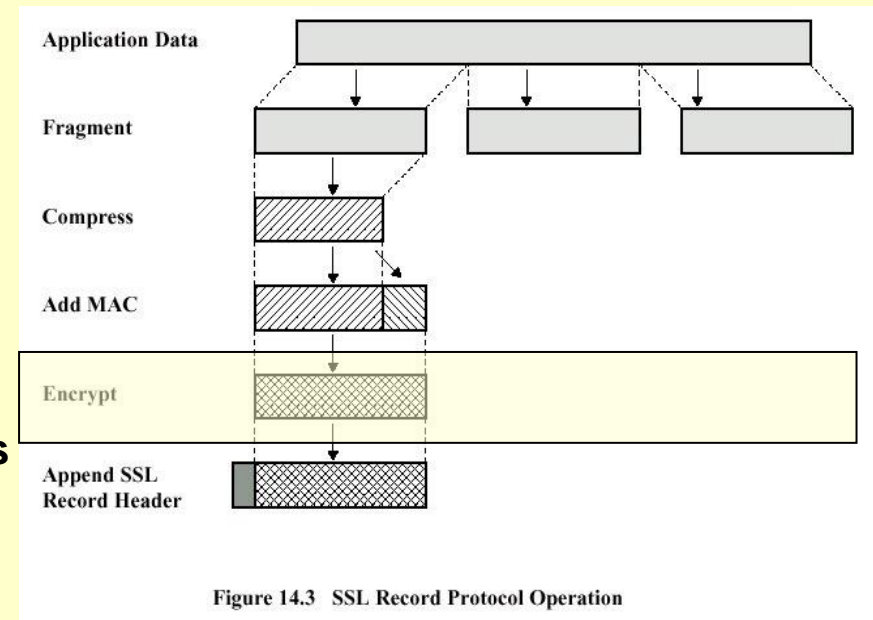 Application Data
Fragment
Compress
Add MAC
Encrypt
s
Append SSL
Record Header
Figure 14.3 SSL Record Protocol Operation